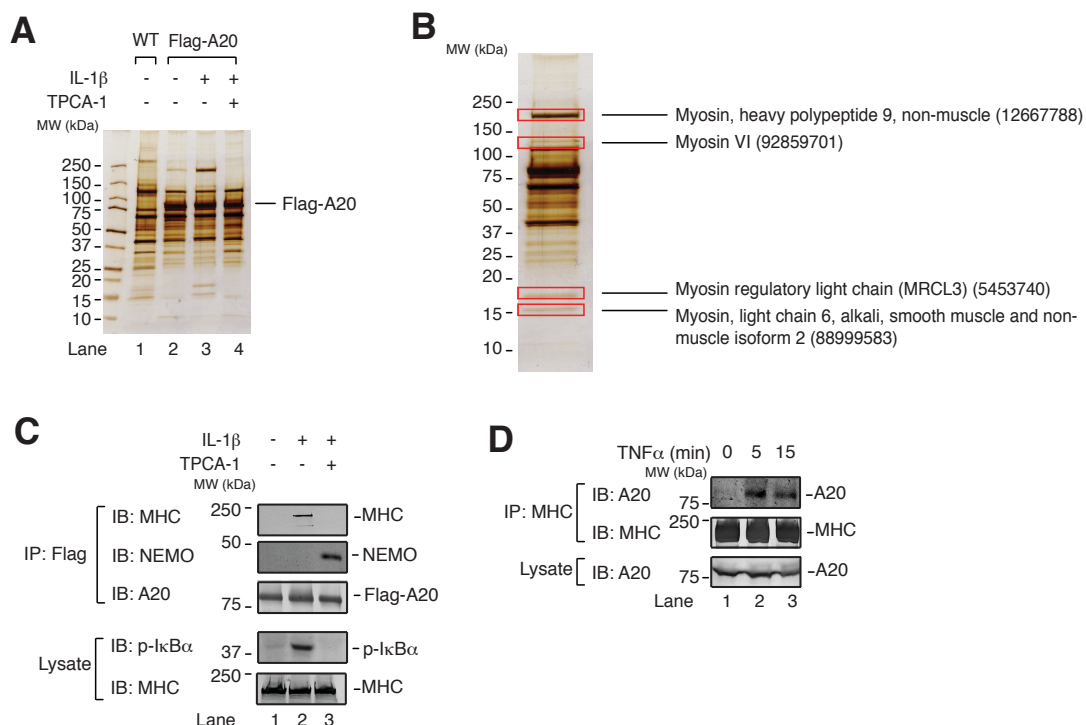 A
WT Flag-A20
IL-1β - - + +
TPCA-1 - - - +
MW (kDa)
250
150
100
75
50
37
25
20
15
10
Flag-A20
Lane 1 2 3 4
B
MW (kDa)
250
150
100
75
50
37
20
15
10
Myosin, heavy polypeptide 9, non-muscle (12667788)
Myosin VI (92859701)
Myosin regulatory light chain (MRCL3) (5453740)
Myosin, light chain 6, alkali, smooth muscle and non-
muscle isoform 2 (88999583)
C
IL-1β - + +
TPCA-1 - - +
MW (kDa)
IP: Flag
IB: MHC 250 -MHC
IB: NEMO 50 -NEMO
IB: A20 75 -Flag-A20
Lysate
IB: p-IκBα 37 -p-IκBα
IB: MHC 250 -MHC
Lane 1 2 3
D
TNFα (min) 0 5 15
MW (kDa)
IP: MHC
IB: A20 75 -A20
IB: MHC 250 -MHC
Lysate
IB: A20 75 -A20
Lane 1 2 3